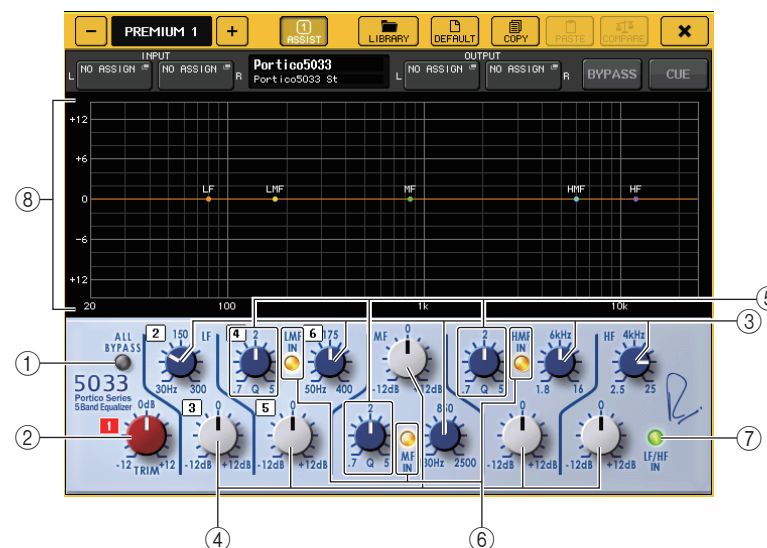 PREMIUM 1
1
ASSIST
LIBRARY
DEFAULT
COPY
PASTE
COMPARE
INPUT
L
NO ASSIGN
NO ASSIGN
R
Portico5033
Portico5033 St
OUTPUT
L
NO ASSIGN
NO ASSIGN
R
BYPASS
CUE
+12
+6
0
-6
-12
LF
LMF
MF
HMF
HF
20
100
1k
10k
8
ALL BYPASS
1
5033
Portico Series
5 Band Equalizer
2
150
LF
30Hz
300
4
2
.7 Q 5
LMF IN
6
175
50Hz
400
MF
0
-12dB
+12dB
2
.7 Q 5
HMF IN
6kHz
1.8
16
HF
4kHz
2.5
25
5
3
0dB
1
-12
TRIM
+12
2
3
0
-12dB
+12dB
5
0
-12dB
+12dB
2
.7 Q 5
MF IN
850
2500
0
-12dB
+12dB
0
-12dB
+12dB
LF/HF IN
7
4
6